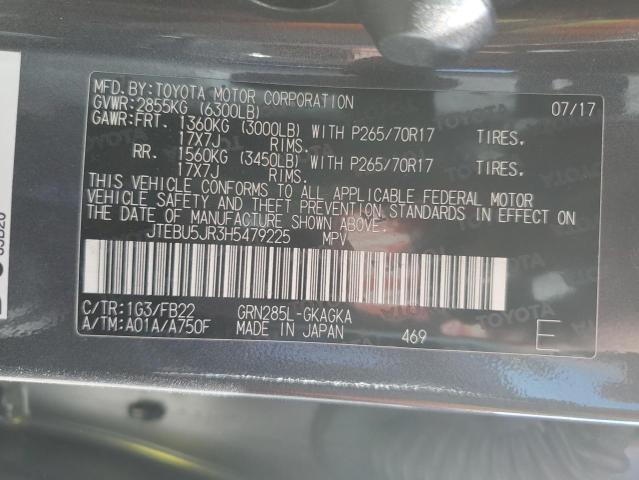 MFD.BY:TOYOTA MOTOR CORPORATION 07/17
GVWR:2855KG (6300LB)
GAWR:FRT. 1360KG (3000LB) WITH P265/70R17 TIRES,
17X7J RIMS.
RR. 1560KG (3450LB) WITH P265/70R17 TIRES,
17X7J RIMS.
THIS VEHICLE CONFORMS TO ALL APPLICABLE FEDERAL MOTOR
VEHICLE SAFETY AND THEFT PREVENTION STANDARDS IN EFFECT ON
THE DATE OF MANUFACTURE SHOWN ABOVE.
JTEBU5JR3H5479225 MPV
C/TR:1G3/FB22 GRN285L-GKAGKA
A/TM:A01A/A750F MADE IN JAPAN 469 E